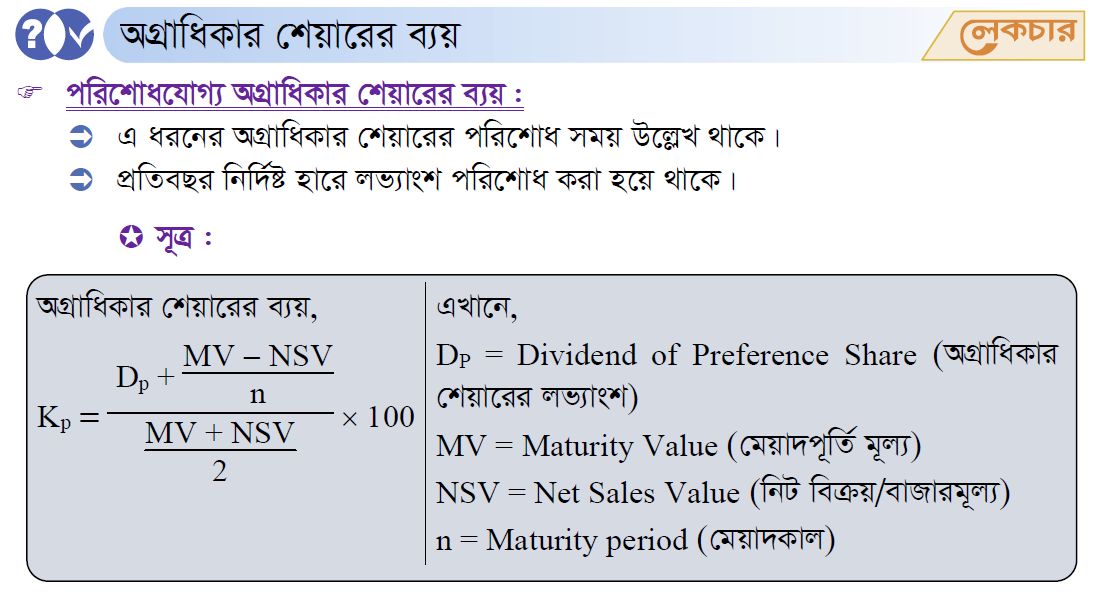 অগ্রাধিকার শেয়ারের ব্যয়
লেকচার
পরিশোধযোগ্য অগ্রাধিকার শেয়ারের ব্যয় :
এ ধরনের অগ্রাধিকার শেয়ারের পরিশোধ সময় উল্লেখ থাকে।
প্রতিবছর নির্দিষ্ট হারে লভ্যাংশ পরিশোধ করা হয়ে থাকে।
সূত্র :
অগ্রাধিকার শেয়ারের ব্যয়,
Kp = (Dp + (MV – NSV)/n) / ((MV + NSV)/2) × 100
এখানে,
DP = Dividend of Preference Share (অগ্রাধিকার
শেয়ারের লভ্যাংশ)
MV = Maturity Value (মেয়াদপূর্তি মূল্য)
NSV = Net Sales Value (নিট বিক্রয়/বাজারমূল্য)
n = Maturity period (মেয়াদকাল)